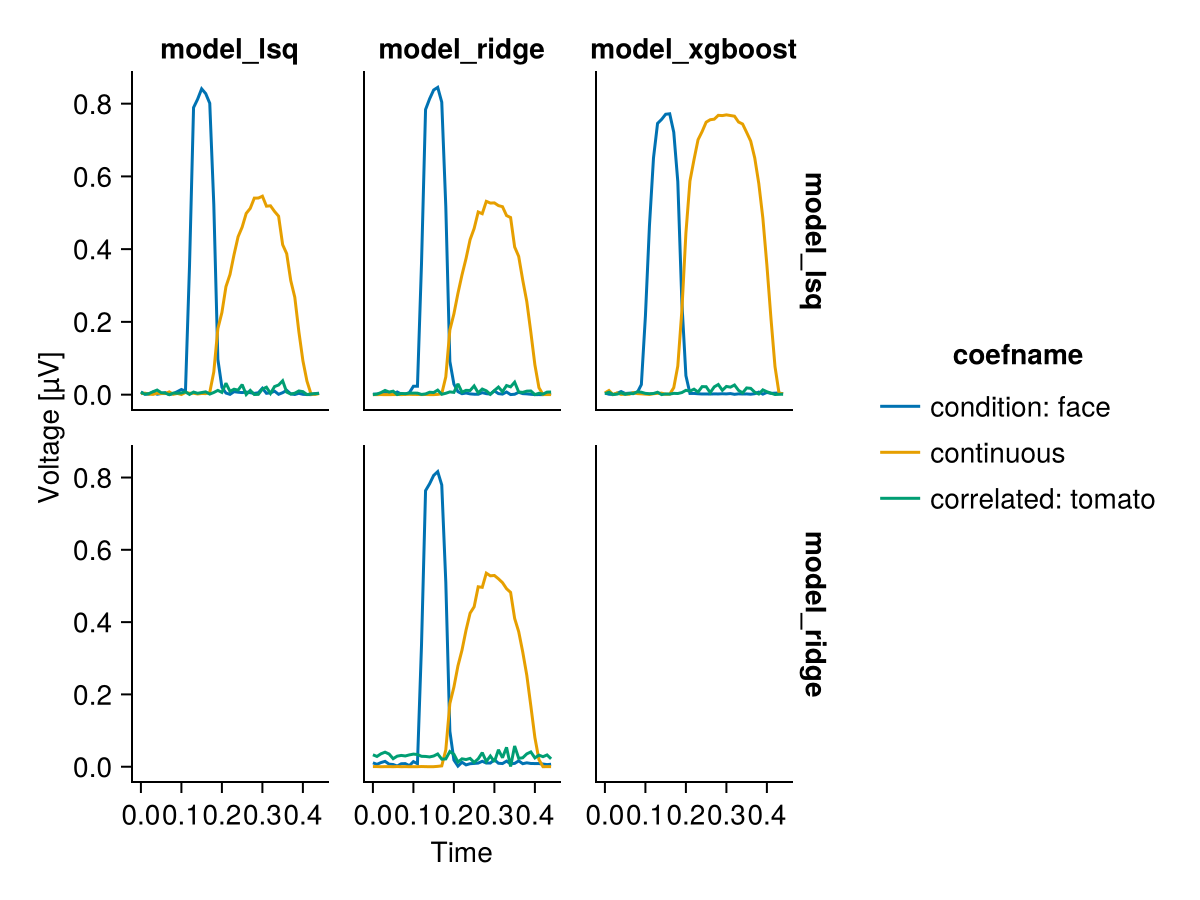 model_lsq model_ridge model_xgboost
0.8
0.6
0.4
0.2
0.0
model_lsq
Voltage [µV]
0.8
0.6
0.4
0.2
0.0
model_ridge
0.0 0.1 0.2 0.3 0.4 0.0 0.1 0.2 0.3 0.4 0.0 0.1 0.2 0.3 0.4
Time
coefname
condition: face
continuous
correlated: tomato